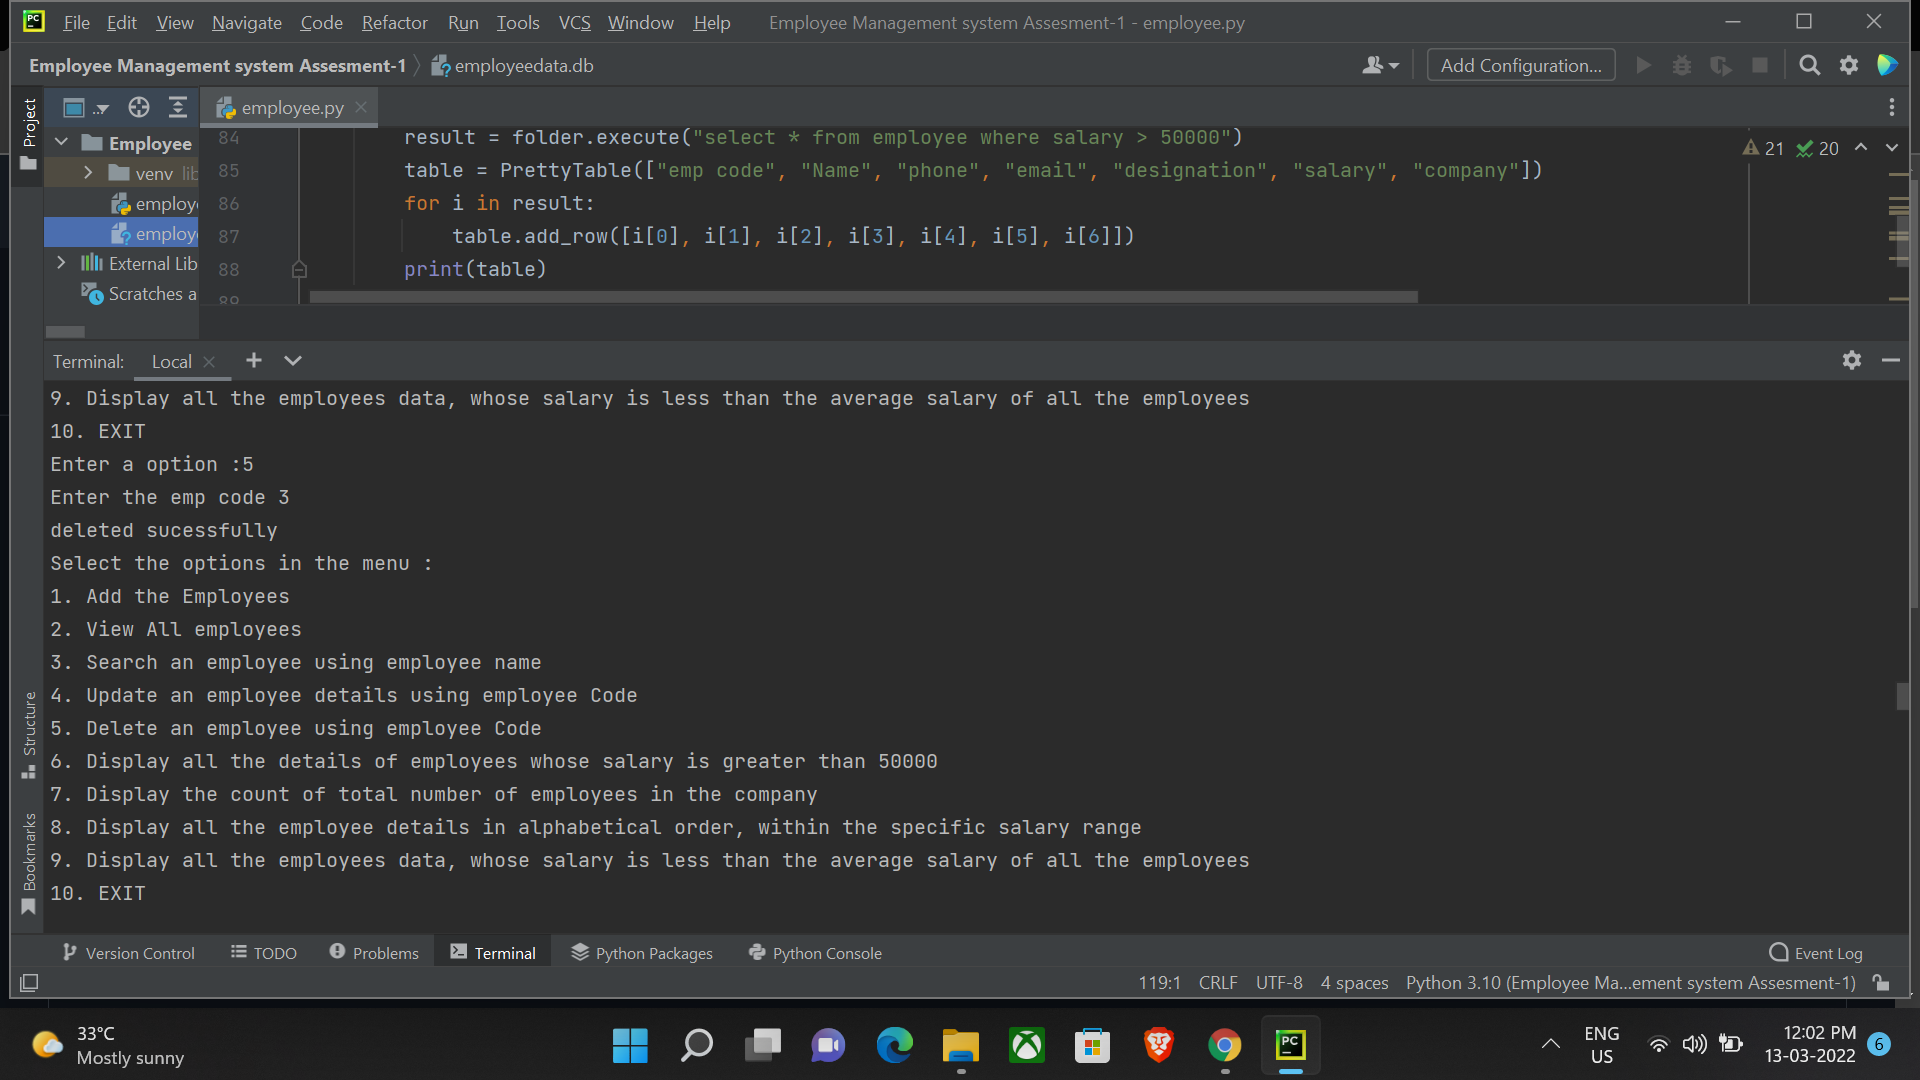 PC File Edit View Navigate Code Refactor Run Tools VCS Window Help Employee Management system Assesment-1 - employee.py
Employee Management system Assesment-1 employeedata.db Add Configuration...
Project .. employee.py
Employee
venv lib
employe
employe
External Lib
Scratches a
84 result = folder.execute("select * from employee where salary > 50000")
85 table = PrettyTable(["emp code", "Name", "phone", "email", "designation", "salary", "company"])
86 for i in result:
87 table.add_row([i[0], i[1], i[2], i[3], i[4], i[5], i[6]])
88 print(table)
89
21 20
Terminal: Local
9. Display all the employees data, whose salary is less than the average salary of all the employees
10. EXIT
Enter a option :5
Enter the emp code 3
deleted sucessfully
Select the options in the menu :
1. Add the Employees
2. View All employees
3. Search an employee using employee name
4. Update an employee details using employee Code
5. Delete an employee using employee Code
6. Display all the details of employees whose salary is greater than 50000
7. Display the count of total number of employees in the company
8. Display all the employee details in alphabetical order, within the specific salary range
9. Display all the employees data, whose salary is less than the average salary of all the employees
10. EXIT
Structure
Bookmarks
Version Control TODO Problems Terminal Python Packages Python Console Event Log
119:1 CRLF UTF-8 4 spaces Python 3.10 (Employee Ma...ement system Assesment-1)
33°C
Mostly sunny
PC
ENG
US
12:02 PM
13-03-2022
6